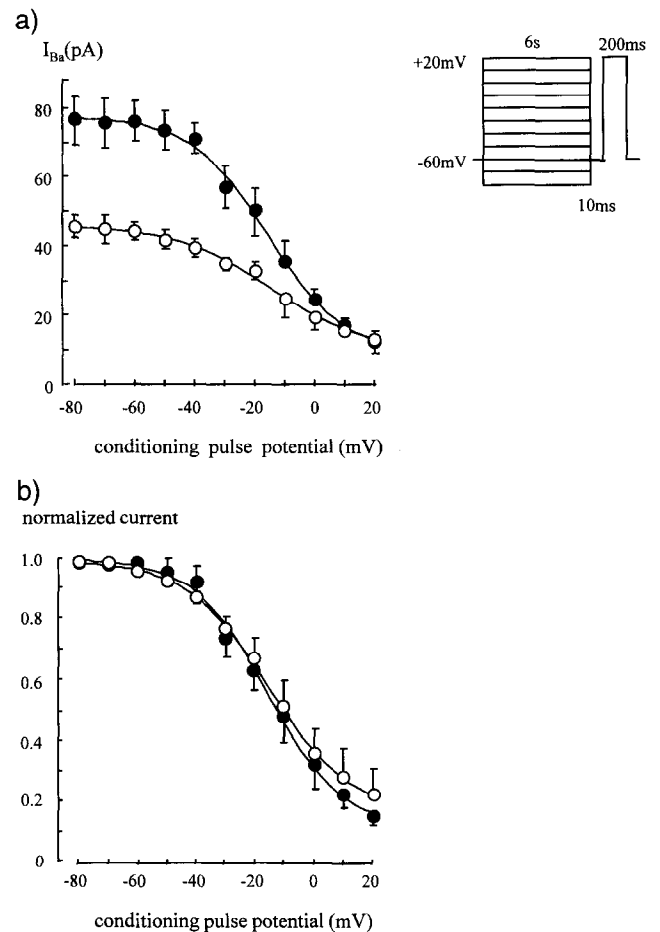 a)
I_Ba(pA)
80
60
40
20
0
-80 -60 -40 -20 0 20
conditioning pulse potential (mV)
6s 200ms
+20mV
-60mV
10ms
b)
normalized current
1.0
0.8
0.6
0.4
0.2
0
-80 -60 -40 -20 0 20
conditioning pulse potential (mV)